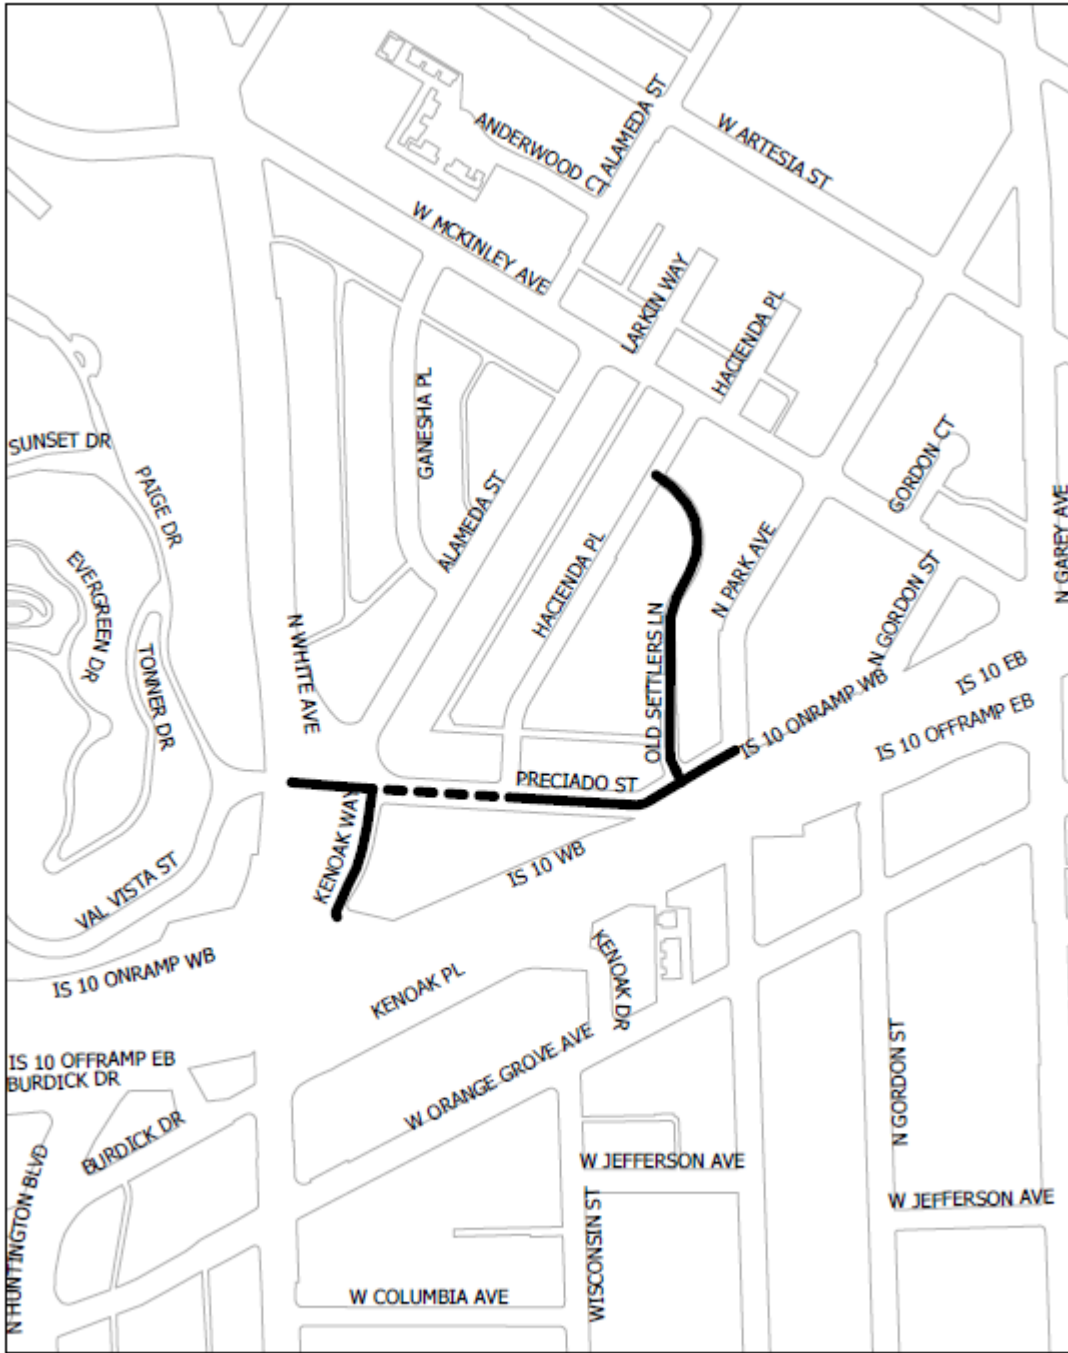 ALAMEDA ST
ANDERWOOD CT
W ARTESIA ST
W MCKINLEY AVE
LARKIN WAY
HACIENDA PL
GANESHA PL
SUNSET DR
PAIGE DR
ALAMEDA ST
GORDON CT
N GAREY AVE
HACIENDA PL
N PARK AVE
EVERGREEN DR
TONNER DR
N WHITE AVE
OLD SETTLERS LN
N GORDON ST
IS 10 EB
IS 10 ONRAMP WB
IS 10 OFFRAMP EB
PRECIADO ST
KENOAK WAY
IS 10 WB
VAL VISTA ST
IS 10 ONRAMP WB
KENOAK PL
KENOAK DR
IS 10 OFFRAMP EB
BURDICK DR
W ORANGE GROVE AVE
N GORDON ST
BURDICK DR
W JEFFERSON AVE
W JEFFERSON AVE
N HUNTINGTON BLVD
WISCONSIN ST
W COLUMBIA AVE